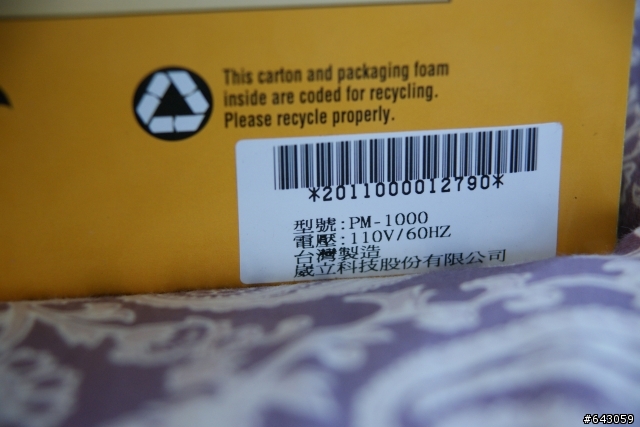 This carton and packaging foam
inside are coded for recycling.
Please recycle properly.
*2011000012790*
型號:PM-1000
電壓:110V/60HZ
台灣製造
崴立科技股份有限公司
#643059